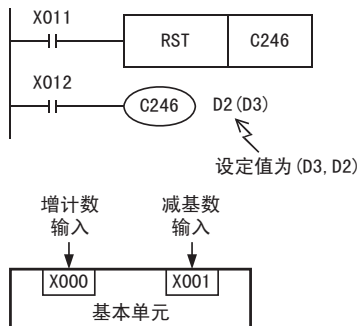 X011
RST C246
X012
C246 D2(D3)
设定值为(D3, D2)
增计数 减基数
输入 输入
X000 X001
基本单元